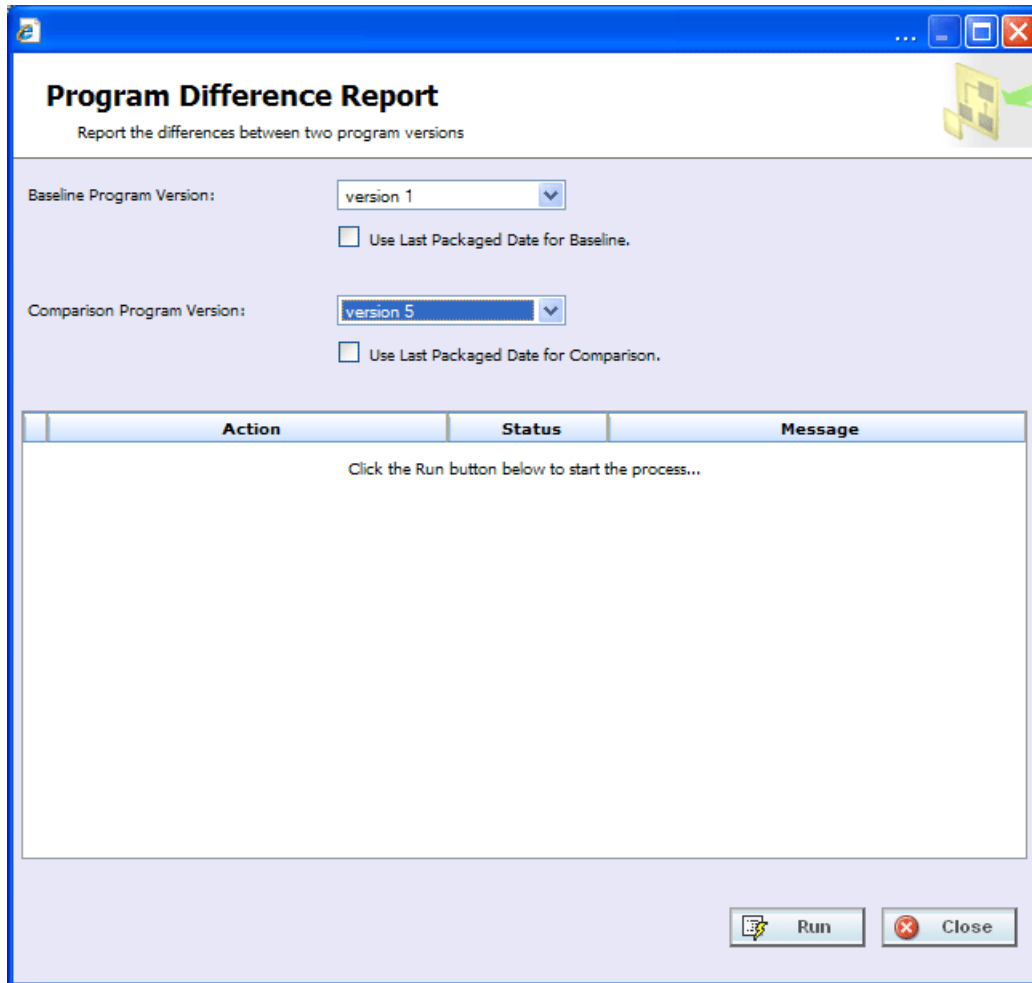 ...
Program Difference Report
Report the differences between two program versions
Baseline Program Version: version 1
Use Last Packaged Date for Baseline.
Comparison Program Version: version 5
Use Last Packaged Date for Comparison.
Action Status Message
Click the Run button below to start the process...
Run Close